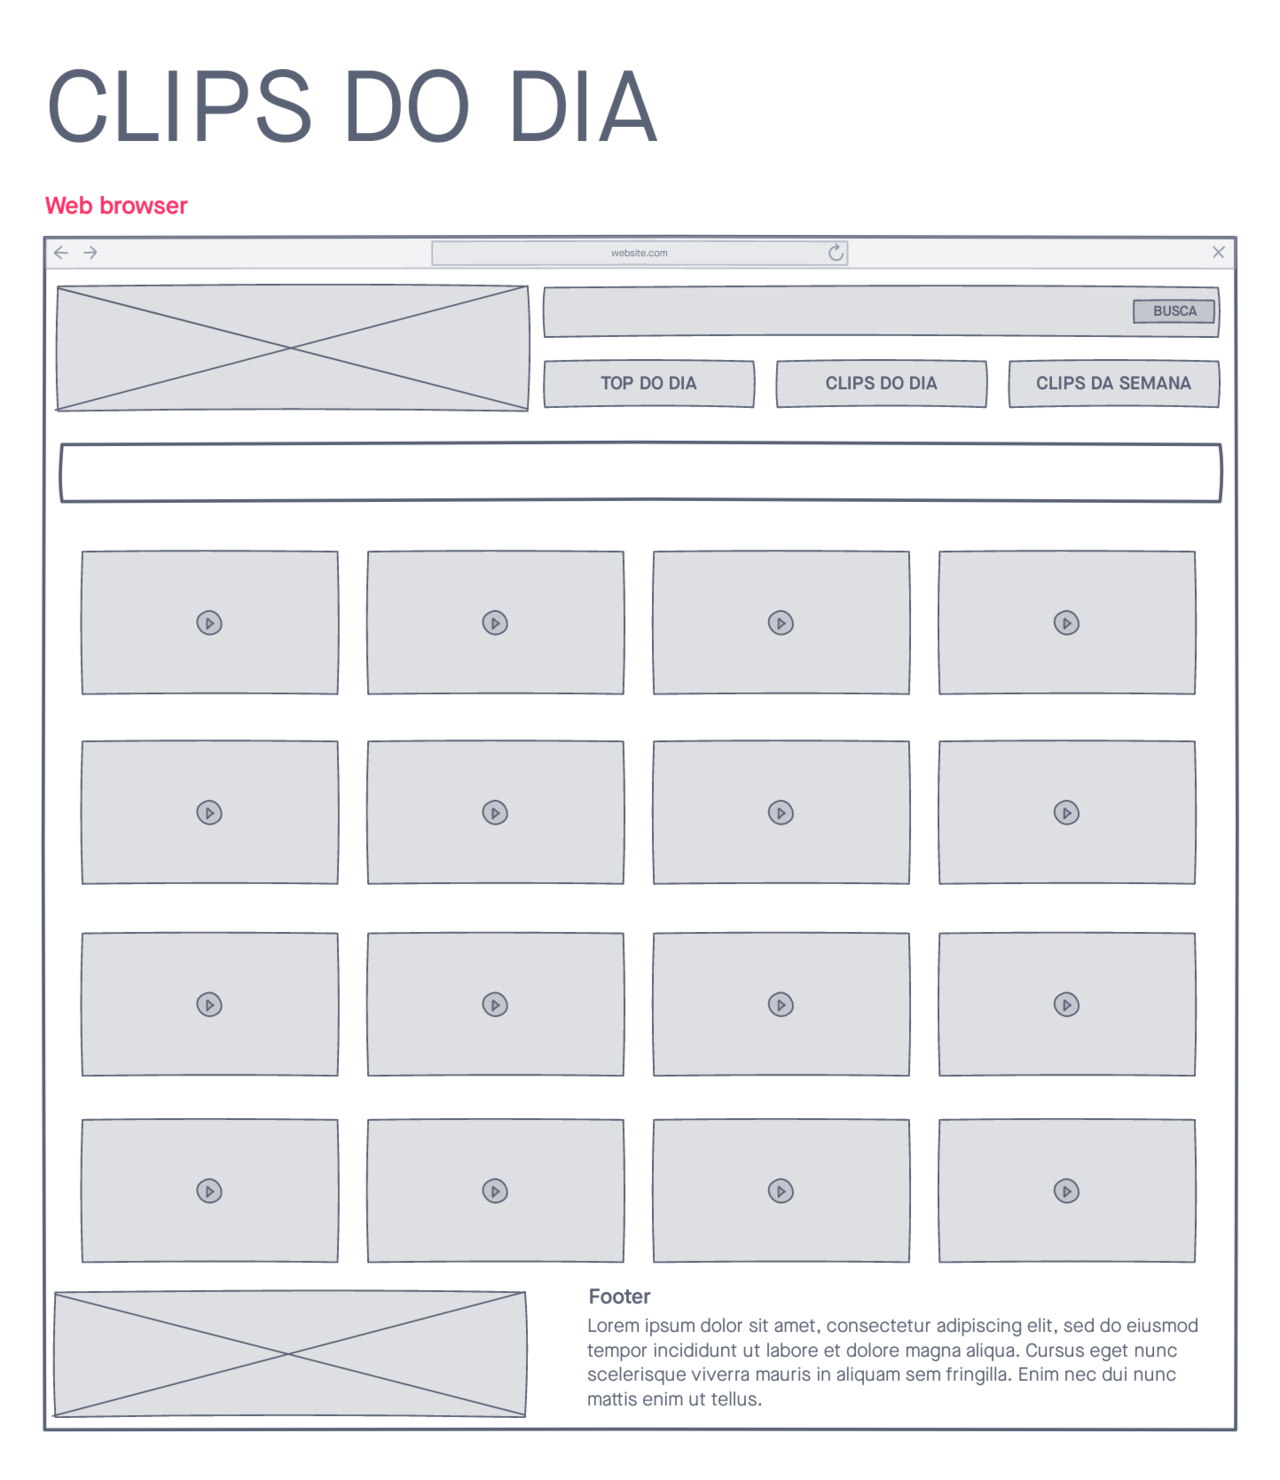 CLIPS DO DIA
Web browser
website.com
BUSCA
TOP DO DIA
CLIPS DO DIA
CLIPS DA SEMANA
Footer
Lorem ipsum dolor sit amet, consectetur adipiscing elit, sed do eiusmod
tempor incididunt ut labore et dolore magna aliqua. Cursus eget nunc
scelerisque viverra mauris in aliquam sem fringilla. Enim nec dui nunc
mattis enim ut tellus.